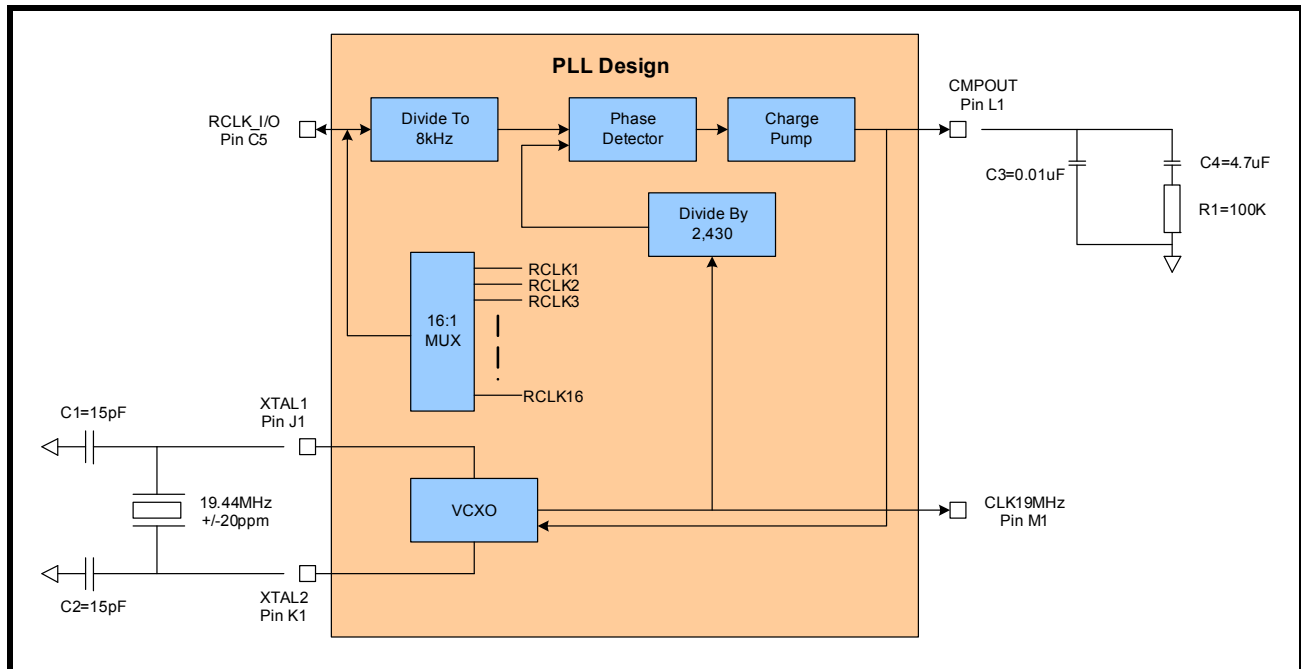 PLL Design
RCLK_I/O
Pin C5
Divide To
8kHz
Phase
Detector
Charge
Pump
CMPOUT
Pin L1
C3=0.01uF
C4=4.7uF
R1=100K
Divide By
2,430
16:1
MUX
RCLK1
RCLK2
RCLK3
RCLK16
C1=15pF
XTAL1
Pin J1
19.44MHz
+/-20ppm
VCXO
CLK19MHz
Pin M1
C2=15pF
XTAL2
Pin K1